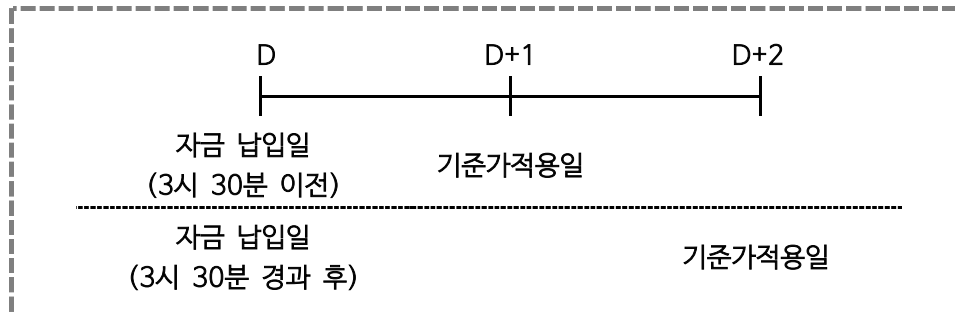 D D+1 D+2
자금 납입일
(3시 30분 이전)
기준가적용일
자금 납입일
(3시 30분 경과 후)
기준가적용일